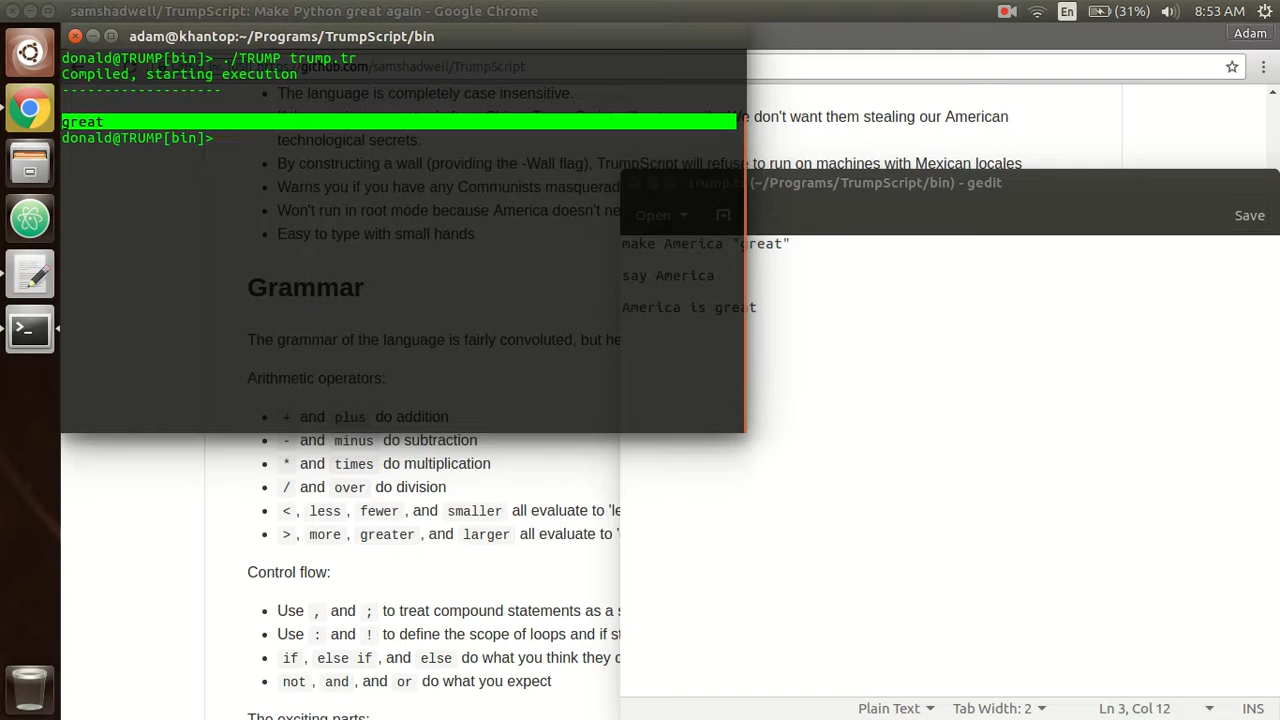 samshadwell/TrumpScript: Make Python great again - Google Chrome
En
(31%)
8:53 AM
Adam
adam@khantop:~/Programs/TrumpScript/bin
donald@TRUMP[bin]> ./TRUMP trump.tr
Compiled, starting execution
-------------------
great
donald@TRUMP[bin]>
https://github.com/samshadwell/TrumpScript
The language is completely case insensitive.
don't want them stealing our American
technological secrets.
By constructing a wall (providing the -Wall flag), TrumpScript will refuse to run on machines with Mexican locales
Warns you if you have any Communists masquerad
Won't run in root mode because America doesn't ne
Easy to type with small hands
Grammar
The grammar of the language is fairly convoluted, but he
Arithmetic operators:
+ and plus do addition
- and minus do subtraction
* and times do multiplication
/ and over do division
<, less, fewer, and smaller all evaluate to 'le
>, more, greater, and larger all evaluate to '
Control flow:
Use , and ; to treat compound statements as a s
Use : and ! to define the scope of loops and if st
if, else if, and else do what you think they d
not, and, and or do what you expect
The exciting parts:
trump.tr (~/Programs/TrumpScript/bin) - gedit
Open
Save
make America "great"
say America
America is great
Plain Text
Tab Width: 2
Ln 3, Col 12
INS